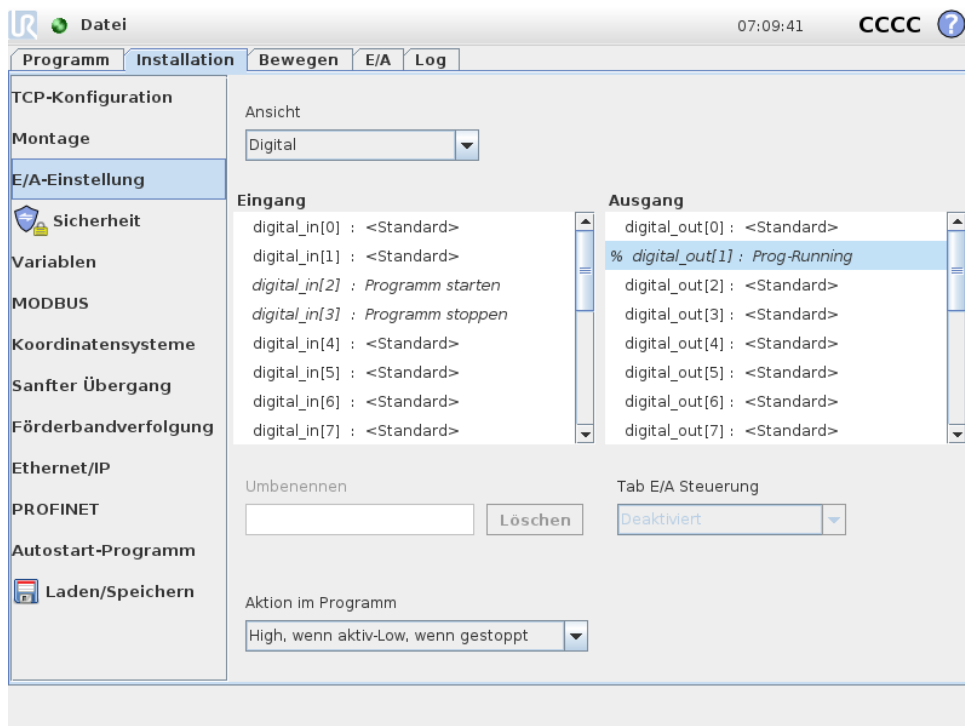 UR Datei 07:09:41 CCCC ?
Programm Installation Bewegen E/A Log
TCP-Konfiguration
Montage
E/A-Einstellung
Sicherheit
Variablen
MODBUS
Koordinatensysteme
Sanfter Übergang
Förderbandverfolgung
Ethernet/IP
PROFINET
Autostart-Programm
Laden/Speichern
Ansicht
Digital
Eingang
digital_in[0] : <Standard>
digital_in[1] : <Standard>
digital_in[2] : Programm starten
digital_in[3] : Programm stoppen
digital_in[4] : <Standard>
digital_in[5] : <Standard>
digital_in[6] : <Standard>
digital_in[7] : <Standard>
Ausgang
digital_out[0] : <Standard>
% digital_out[1] : Prog-Running
digital_out[2] : <Standard>
digital_out[3] : <Standard>
digital_out[4] : <Standard>
digital_out[5] : <Standard>
digital_out[6] : <Standard>
digital_out[7] : <Standard>
Umbenennen
Löschen
Tab E/A Steuerung
Deaktiviert
Aktion im Programm
High, wenn aktiv-Low, wenn gestoppt